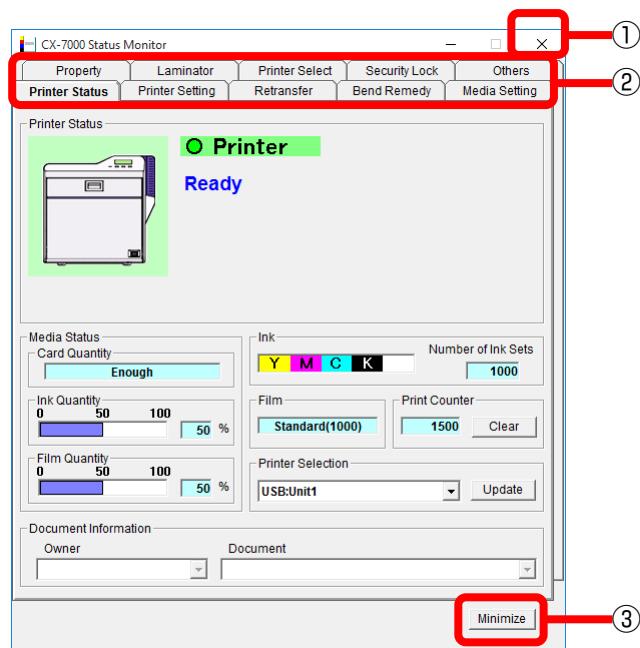 CX-7000 Status Monitor
①
Property Laminator Printer Select Security Lock Others
②
Printer Status Printer Setting Retransfer Bend Remedy Media Setting
Printer Status
Printer
Ready
Media Status
Card Quantity
Enough
Ink
Y M C K
Number of Ink Sets
1000
Ink Quantity
0 50 100
50 %
Film
Standard(1000)
Print Counter
1500 Clear
Film Quantity
0 50 100
50 %
Printer Selection
USB:Unit1 Update
Document Information
Owner Document
Minimize
③